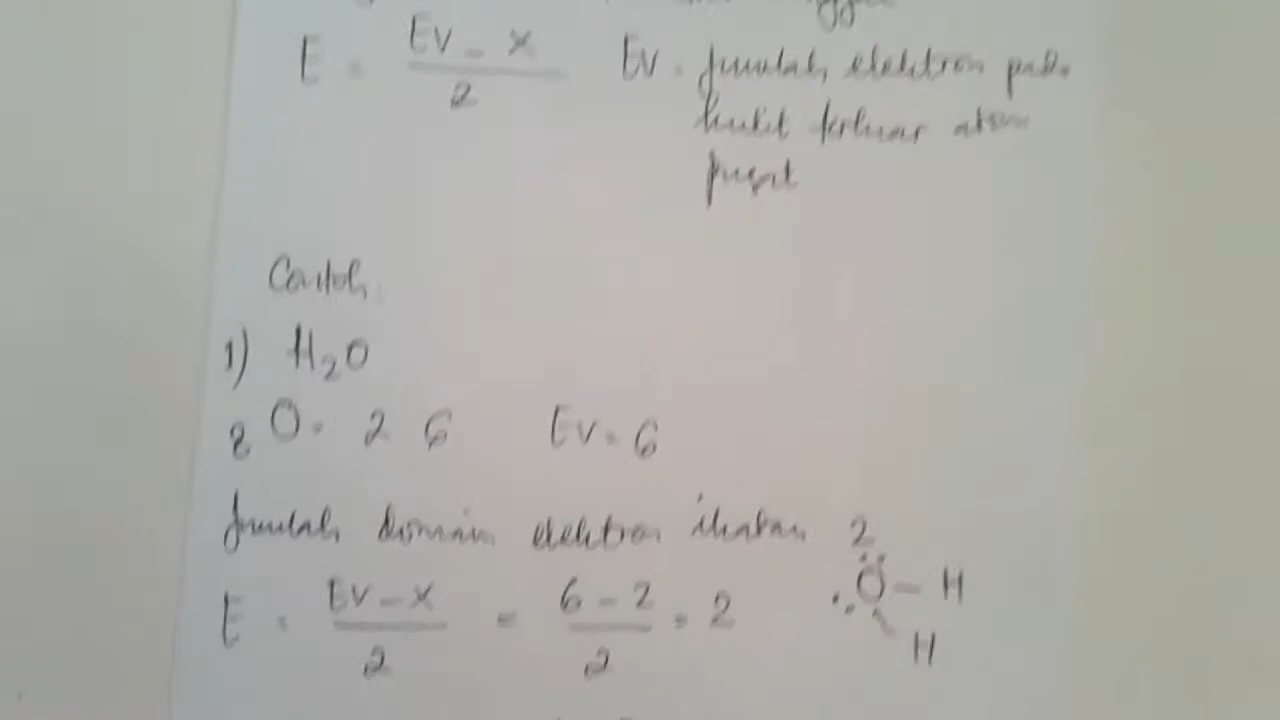 E = EV - X / 2 EV = Jumlah elektron pada
kulit terluar atom
pusat
Contoh
1) H₂O
₈O = 2 6 EV = 6
Jumlah domain elektron ikatan 2
E = EV - X / 2 = 6 - 2 / 2 = 2
O - H
H